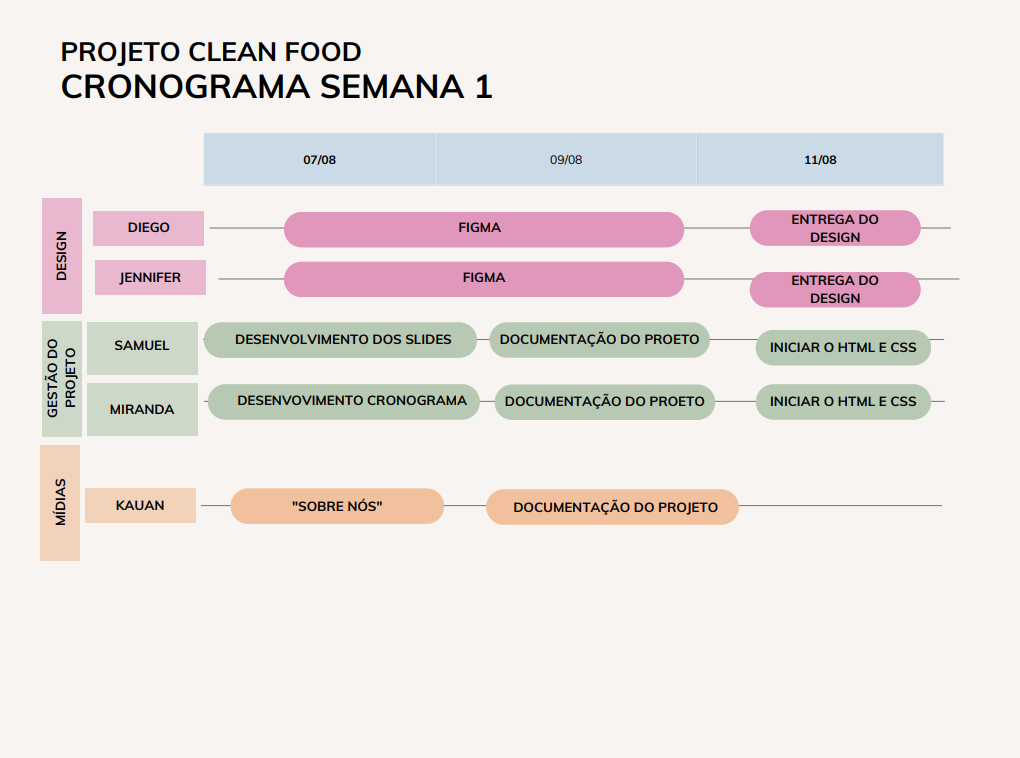 PROJETO CLEAN FOOD
CRONOGRAMA SEMANA 1
07/08
09/08
11/08
DESIGN
DIEGO
FIGMA
ENTREGA DO
DESIGN
JENNIFER
FIGMA
ENTREGA DO
DESIGN
GESTÃO DO
PROJETO
SAMUEL
DESENVOLVIMENTO DOS SLIDES
DOCUMENTAÇÃO DO PROETO
INICIAR O HTML E CSS
MIRANDA
DESENVOVIMENTO CRONOGRAMA
DOCUMENTAÇÃO DO PROETO
INICIAR O HTML E CSS
MÍDIAS
KAUAN
"SOBRE NÓS"
DOCUMENTAÇÃO DO PROJETO